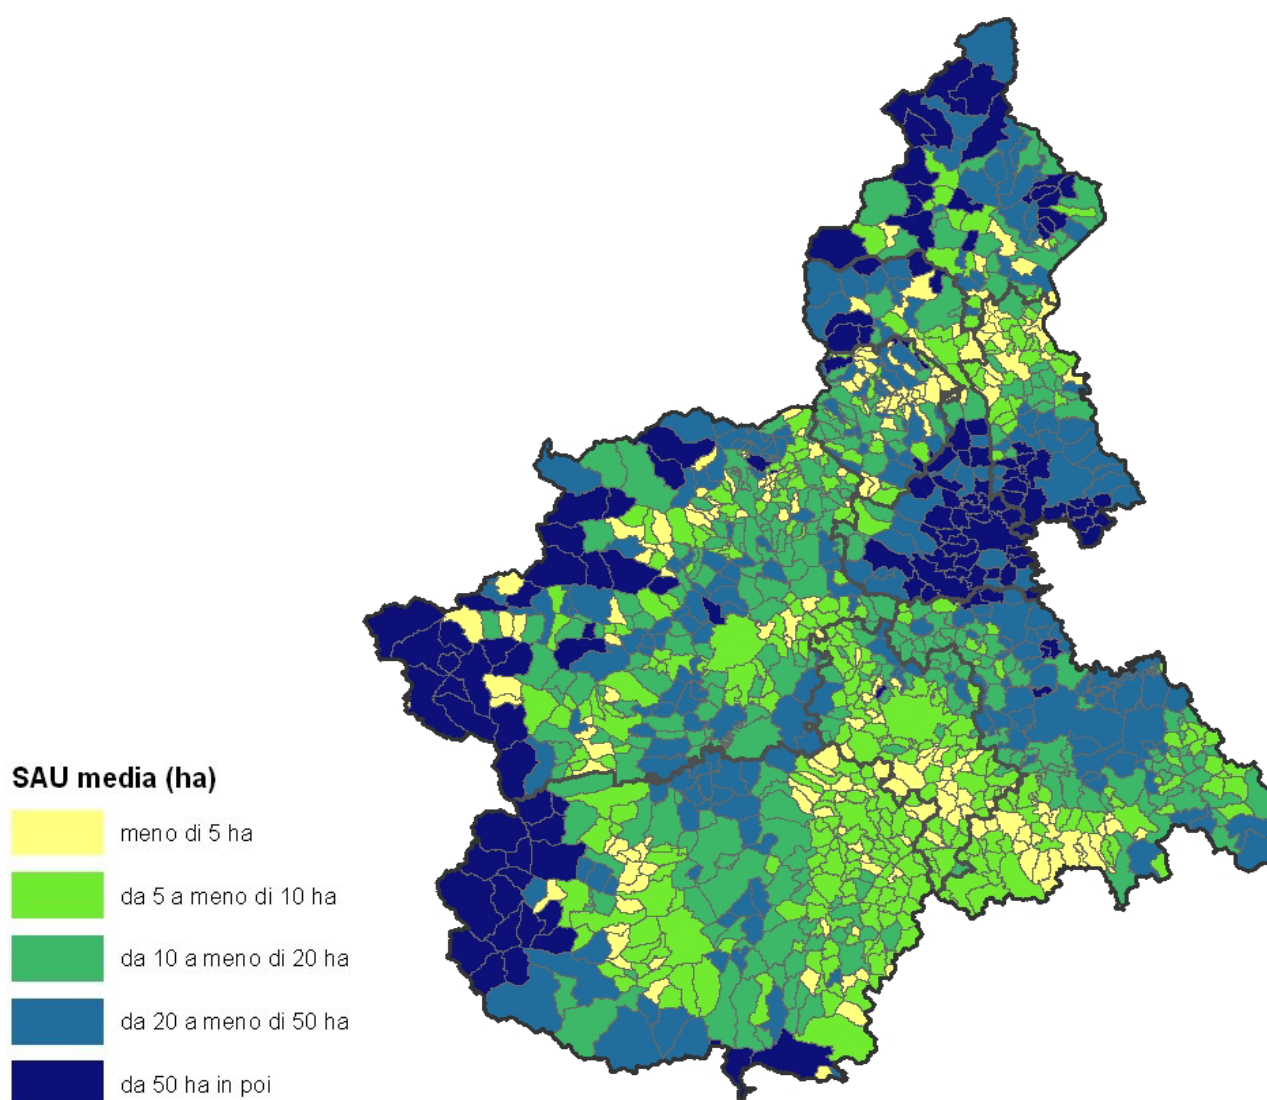 SAU media (ha)
meno di 5 ha
da 5 a meno di 10 ha
da 10 a meno di 20 ha
da 20 a meno di 50 ha
da 50 ha in poi